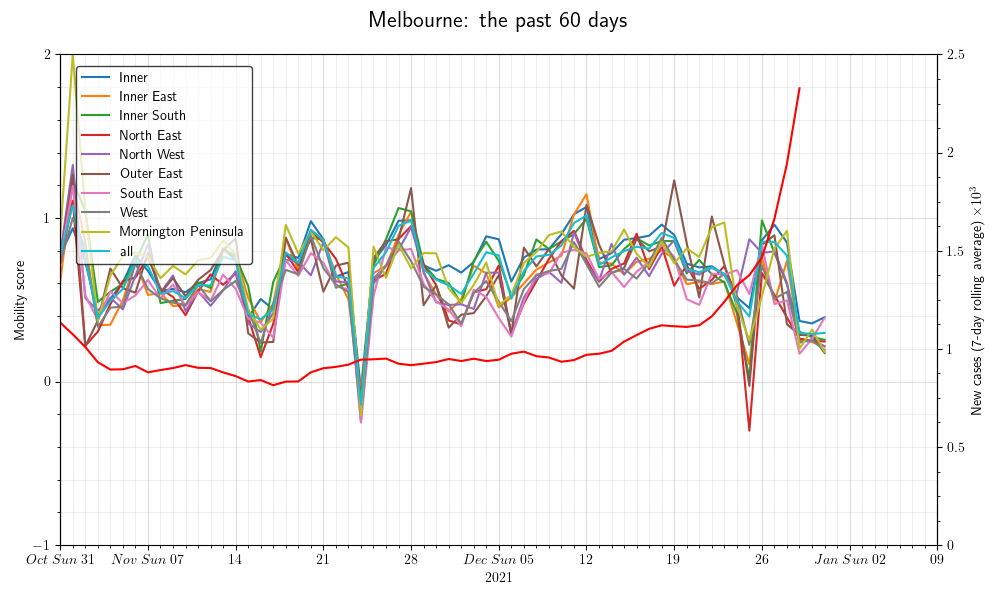 Melbourne: the past 60 days
Inner
Inner East
Inner South
North East
North West
Outer East
South East
West
Mornington Peninsula
all
Mobility score
2
1
0
−1
New cases (7-day rolling average) ×10³
2.5
2
1.5
1
0.5
0
Oct Sun 31
Nov Sun 07
14
21
28
Dec Sun 05
12
19
26
Jan Sun 02
09
2021